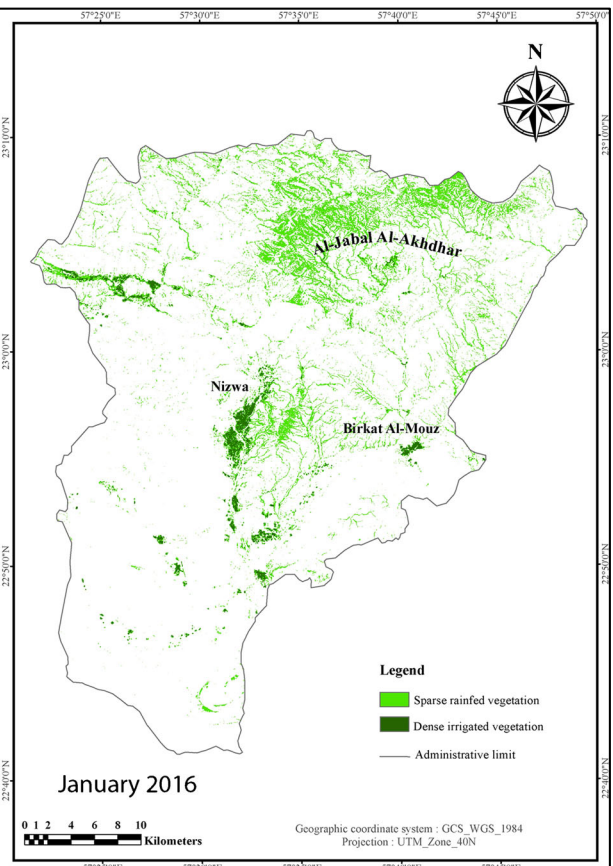 57°25'0"E 57°30'0"E 57°35'0"E 57°40'0"E 57°45'0"E 57°50'0"E
N
23°10'0"N 23°10'0"N
Al-Jabal Al-Akhdhar
23°0'0"N 23°0'0"N
Nizwa
Birkat Al-Mouz
22°50'0"N 22°50'0"N
Legend
Sparse rainfed vegetation
Dense irrigated vegetation
Administrative limit
22°40'0"N 22°40'0"N
January 2016
0 1 2 4 6 8 10
Kilometers
Geographic coordinate system : GCS_WGS_1984
Projection : UTM_Zone_40N